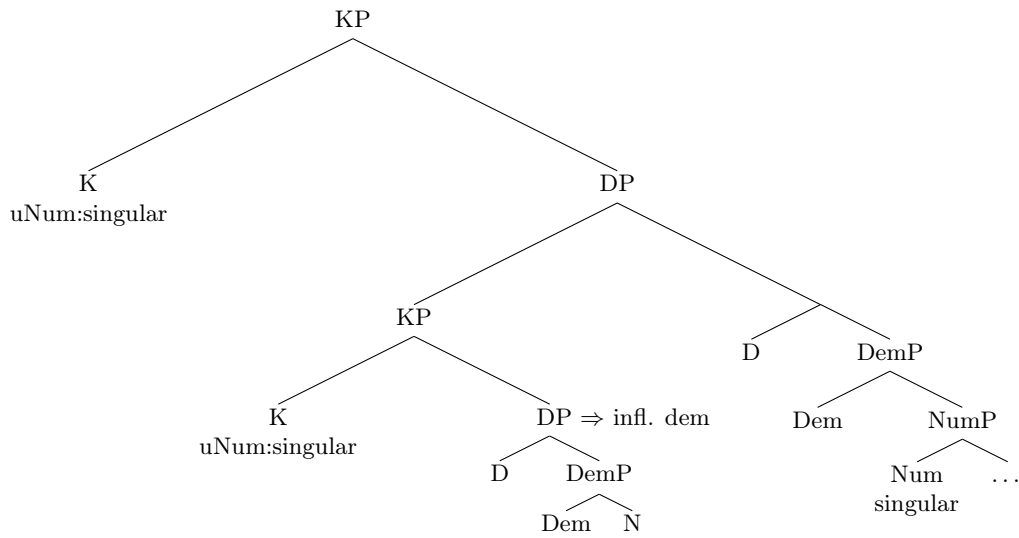 KP
K
uNum:singular
DP
KP
D
DemP
K
uNum:singular
DP ⇒ infl. dem
Dem
NumP
D
DemP
Num
singular
...
Dem
N